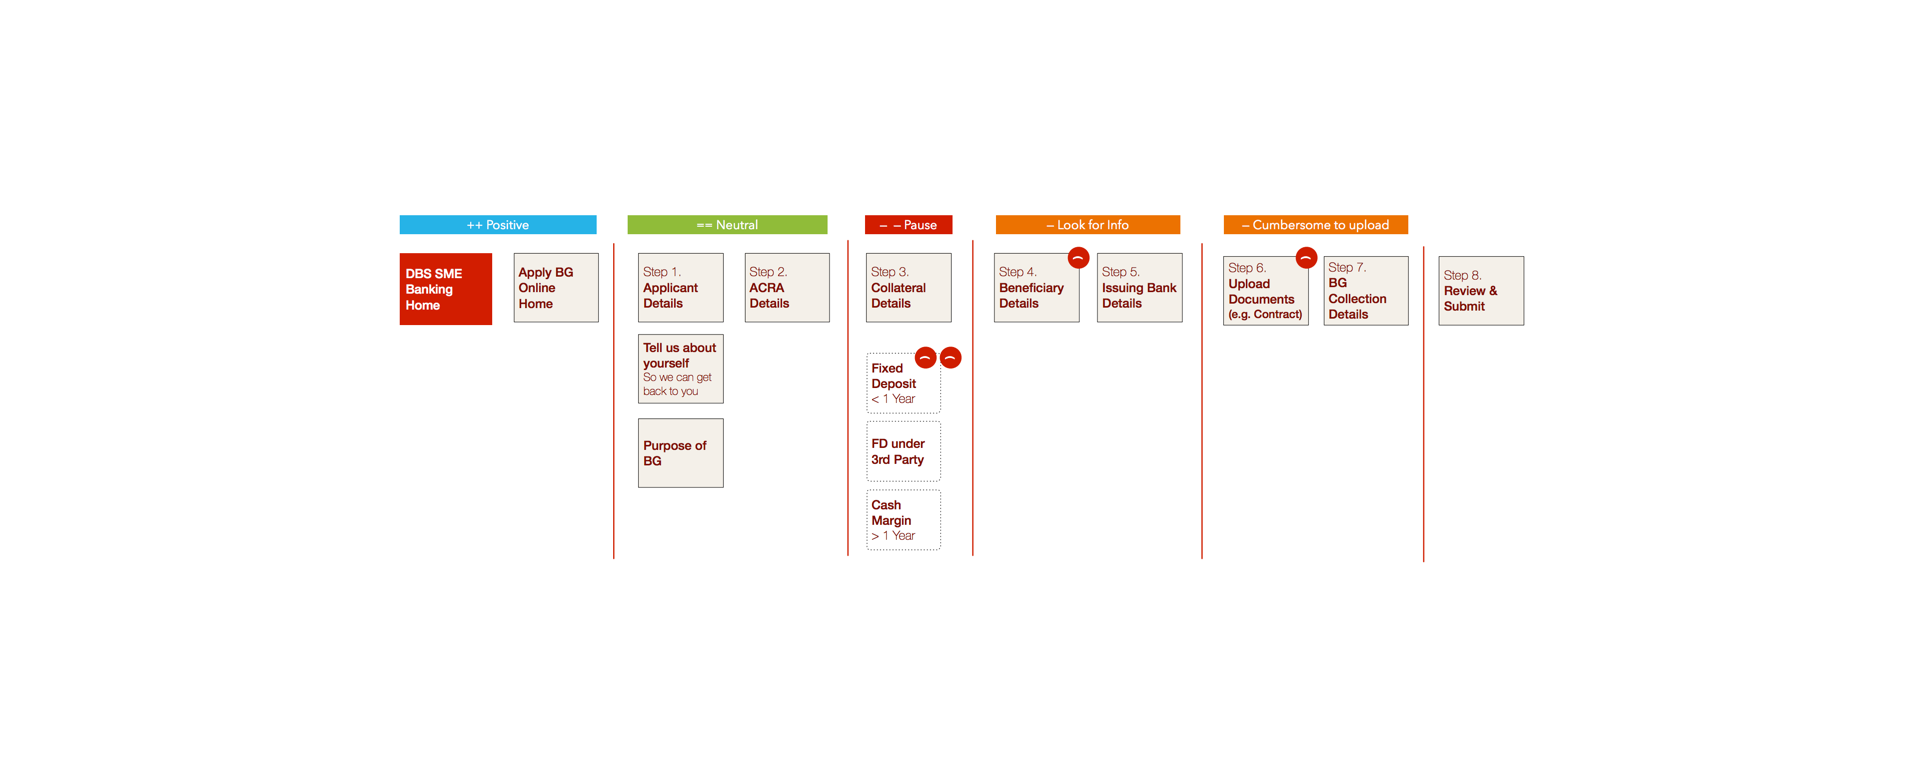 ++ Positive
== Neutral
– – Pause
– Look for Info
– Cumbersome to upload
DBS SME
Banking
Home
Apply BG
Online
Home
Step 1.
Applicant
Details
Step 2.
ACRA
Details
Step 3.
Collateral
Details
Step 4.
Beneficiary
Details
Step 5.
Issuing Bank
Details
Step 6.
Upload
Documents
(e.g. Contract)
Step 7.
BG
Collection
Details
Step 8.
Review &
Submit
Tell us about
yourself
So we can get
back to you
Purpose of
BG
Fixed
Deposit
< 1 Year
FD under
3rd Party
Cash
Margin
> 1 Year